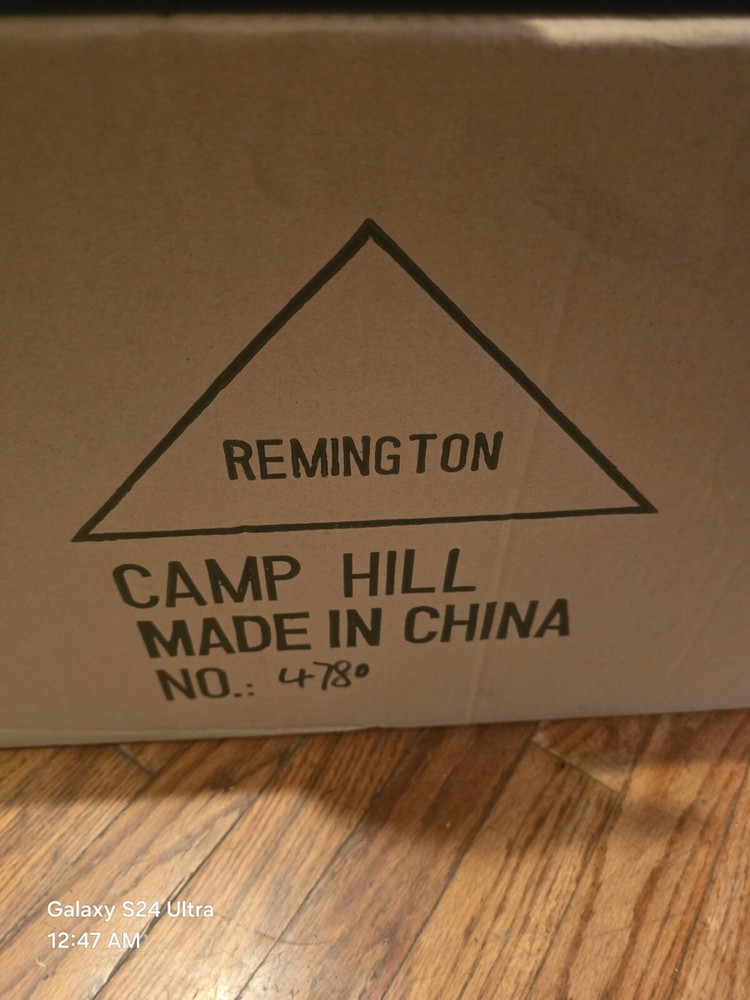 REMINGTON
CAMP HILL
MADE IN CHINA
NO.: 4780
Galaxy S24 Ultra
12:47 AM